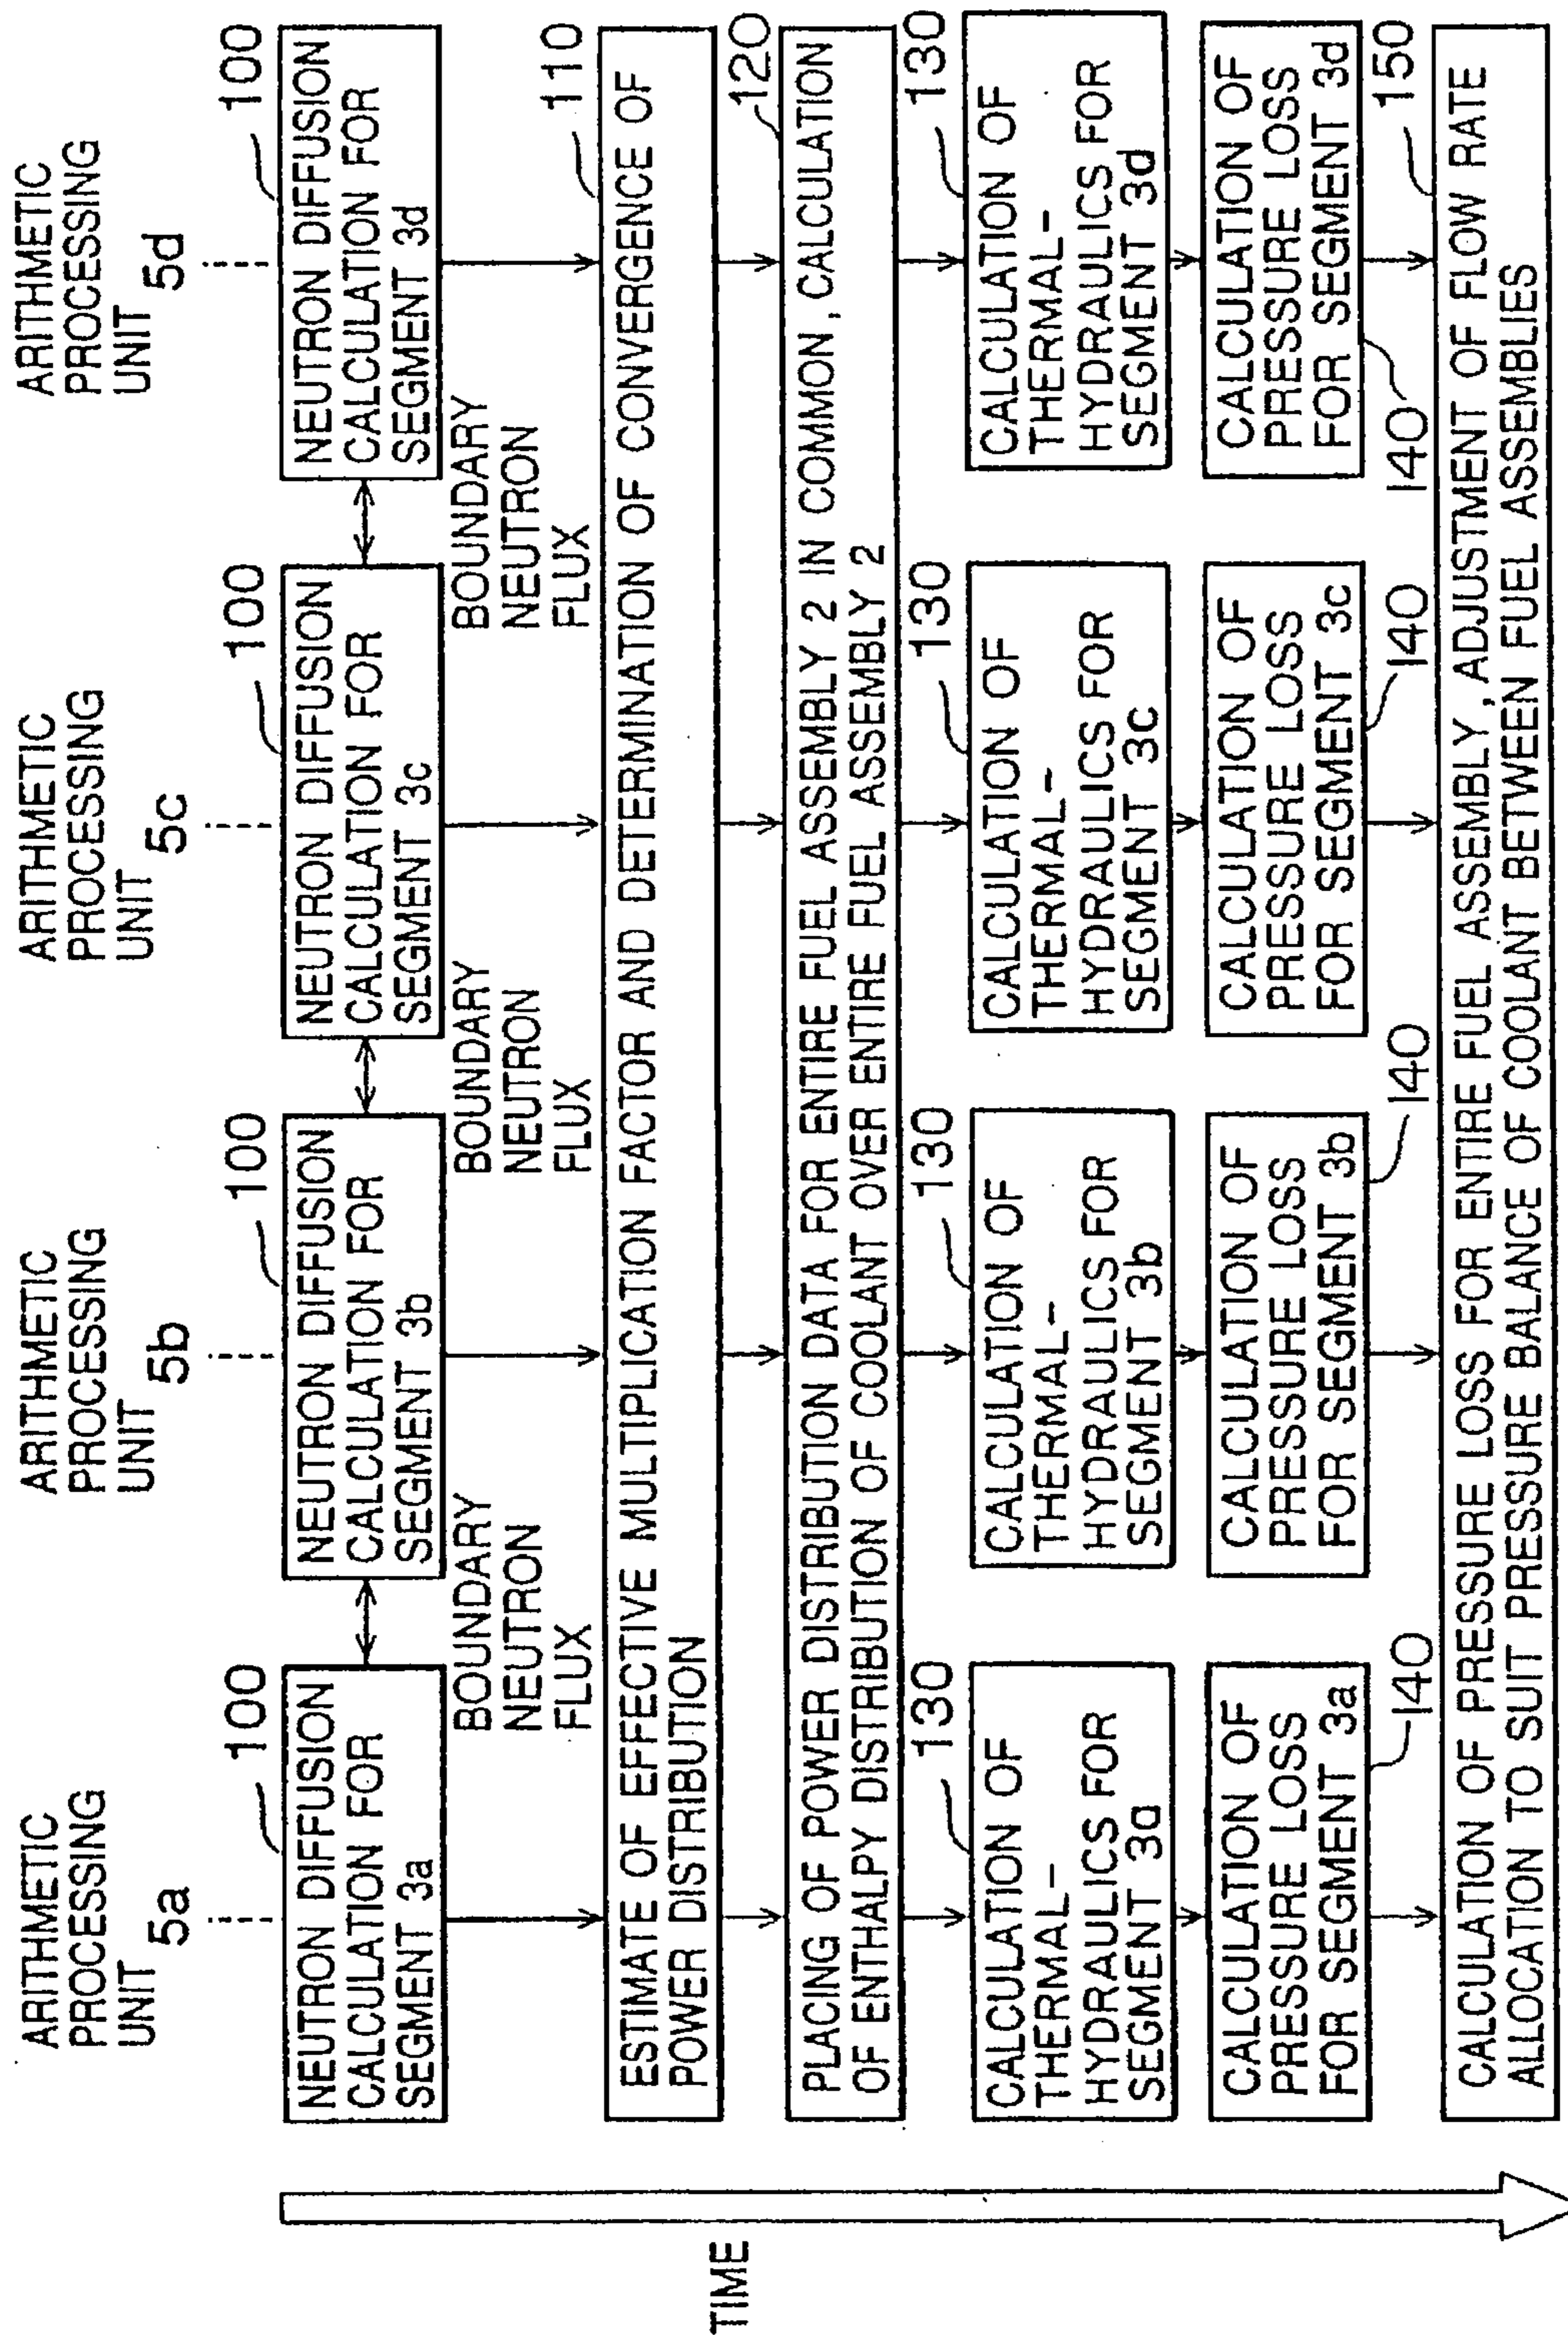 ARITHMETIC
PROCESSING
UNIT
5a
ARITHMETIC
PROCESSING
UNIT
5b
ARITHMETIC
PROCESSING
UNIT
5c
ARITHMETIC
PROCESSING
UNIT
5d
100
NEUTRON DIFFUSION
CALCULATION FOR
SEGMENT 3a
100
NEUTRON DIFFUSION
CALCULATION FOR
SEGMENT 3b
100
NEUTRON DIFFUSION
CALCULATION FOR
SEGMENT 3c
100
NEUTRON DIFFUSION
CALCULATION FOR
SEGMENT 3d
BOUNDARY
NEUTRON
FLUX
BOUNDARY
NEUTRON
FLUX
BOUNDARY
NEUTRON
FLUX
110
ESTIMATE OF EFFECTIVE MULTIPLICATION FACTOR AND DETERMINATION OF CONVERGENCE OF
POWER DISTRIBUTION
120
PLACING OF POWER DISTRIBUTION DATA FOR ENTIRE FUEL ASSEMBLY 2 IN COMMON, CALCULATION
OF ENTHALPY DISTRIBUTION OF COOLANT OVER ENTIRE FUEL ASSEMBLY 2
130
CALCULATION OF
THERMAL-
HYDRAULICS FOR
SEGMENT 3a
130
CALCULATION OF
THERMAL-
HYDRAULICS FOR
SEGMENT 3b
130
CALCULATION OF
THERMAL-
HYDRAULICS FOR
SEGMENT 3c
130
CALCULATION OF
THERMAL-
HYDRAULICS FOR
SEGMENT 3d
CALCULATION OF
PRESSURE LOSS
FOR SEGMENT 3a
140
CALCULATION OF
PRESSURE LOSS
FOR SEGMENT 3b
140
CALCULATION OF
PRESSURE LOSS
FOR SEGMENT 3c
140
CALCULATION OF
PRESSURE LOSS
FOR SEGMENT 3d
140
150
CALCULATION OF PRESSURE LOSS FOR ENTIRE FUEL ASSEMBLY, ADJUSTMENT OF FLOW RATE
ALLOCATION TO SUIT PRESSURE BALANCE OF COOLANT BETWEEN FUEL ASSEMBLIES
TIME